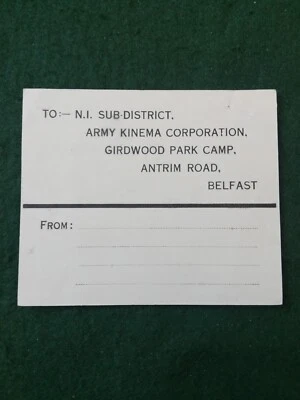 TO:— N.I. SUB-DISTRICT,
ARMY KINEMA CORPORATION,
GIRDWOOD PARK CAMP,
ANTRIM ROAD,
BELFAST
FROM: